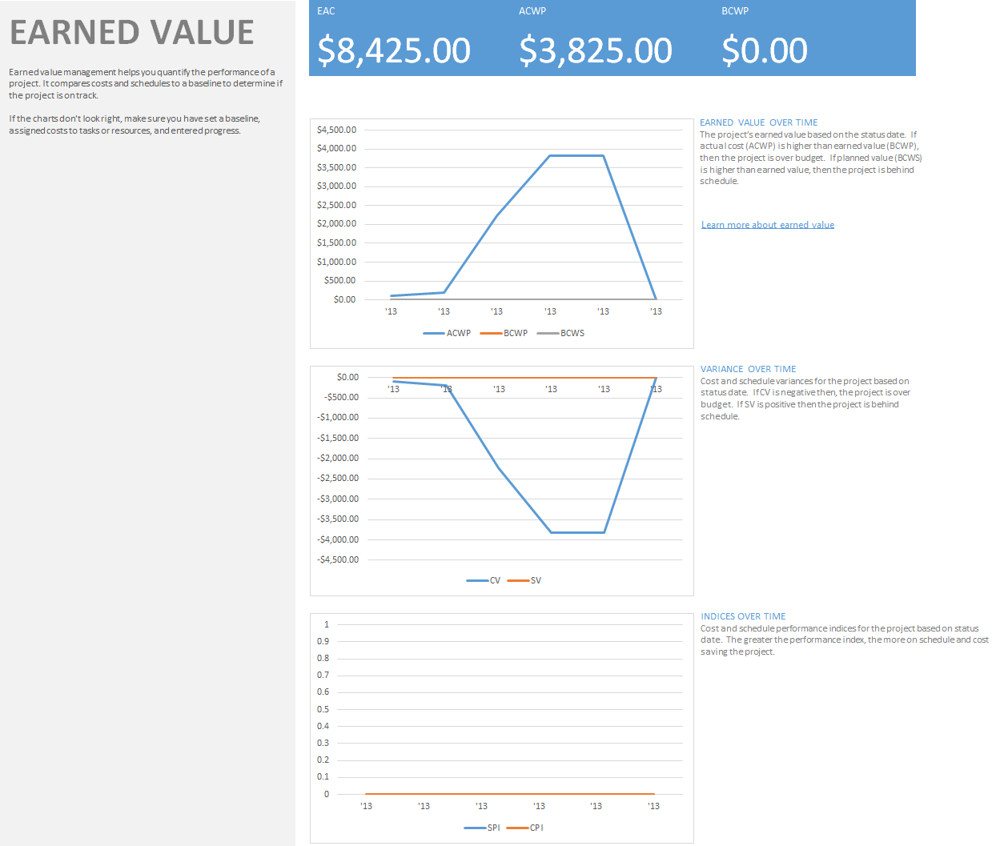 EARNED VALUE
Earned value management helps you quantify the performance of a
project. It compares costs and schedules to a baseline to determine if
the project is on track.
If the charts don't look right, make sure you have set a baseline,
assigned costs to tasks or resources, and entered progress.
EAC ACWP BCWP
$8,425.00 $3,825.00 $0.00
$4,500.00
$4,000.00
$3,500.00
$3,000.00
$2,500.00
$2,000.00
$1,500.00
$1,000.00
$500.00
$0.00
'13 '13 '13 '13 '13 '13
ACWP BCWP BCWS
EARNED VALUE OVER TIME
The project's earned value based on the status date. If
actual cost (ACWP) is higher than earned value (BCWP),
then the project is over budget. If planned value (BCWS)
is higher than earned value, then the project is behind
schedule.
Learn more about earned value
$0.00
'13 '13 '13 '13 '13 '13
-$500.00
-$1,000.00
-$1,500.00
-$2,000.00
-$2,500.00
-$3,000.00
-$3,500.00
-$4,000.00
-$4,500.00
CV SV
VARIANCE OVER TIME
Cost and schedule variances for the project based on
status date. If CV is negative then, the project is over
budget. If SV is positive then the project is behind
schedule.
1
0.9
0.8
0.7
0.6
0.5
0.4
0.3
0.2
0.1
0
'13 '13 '13 '13 '13 '13
SPI CPI
INDICES OVER TIME
Cost and schedule performance indices for the project based on status
date. The greater the performance index, the more on schedule and cost
saving the project.